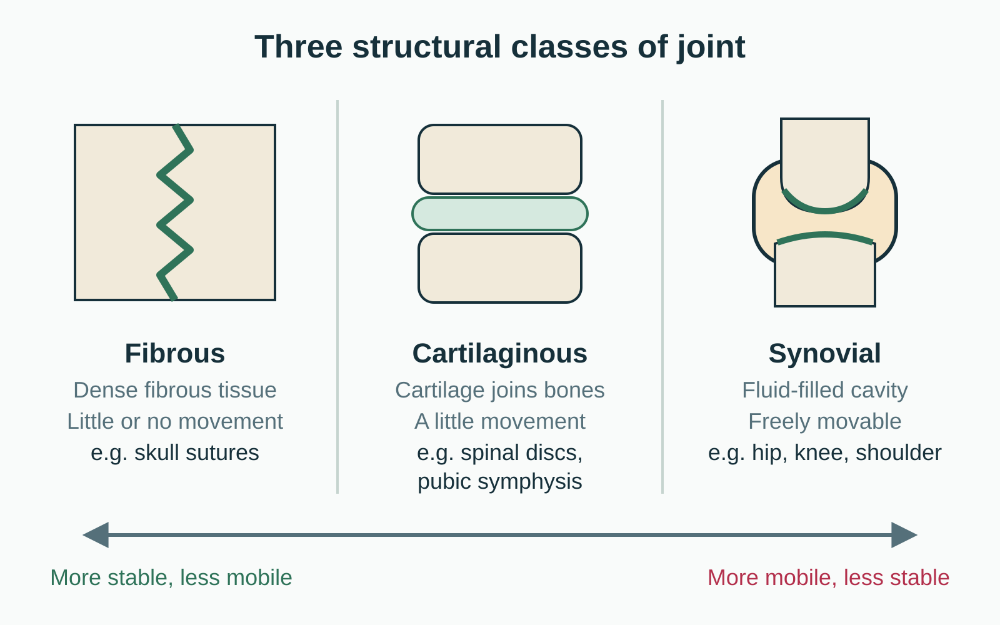 Three structural classes of joint
Fibrous
Dense fibrous tissue
Little or no movement
e.g. skull sutures
Cartilaginous
Cartilage joins bones
A little movement
e.g. spinal discs,
pubic symphysis
Synovial
Fluid-filled cavity
Freely movable
e.g. hip, knee, shoulder
More stable, less mobile
More mobile, less stable